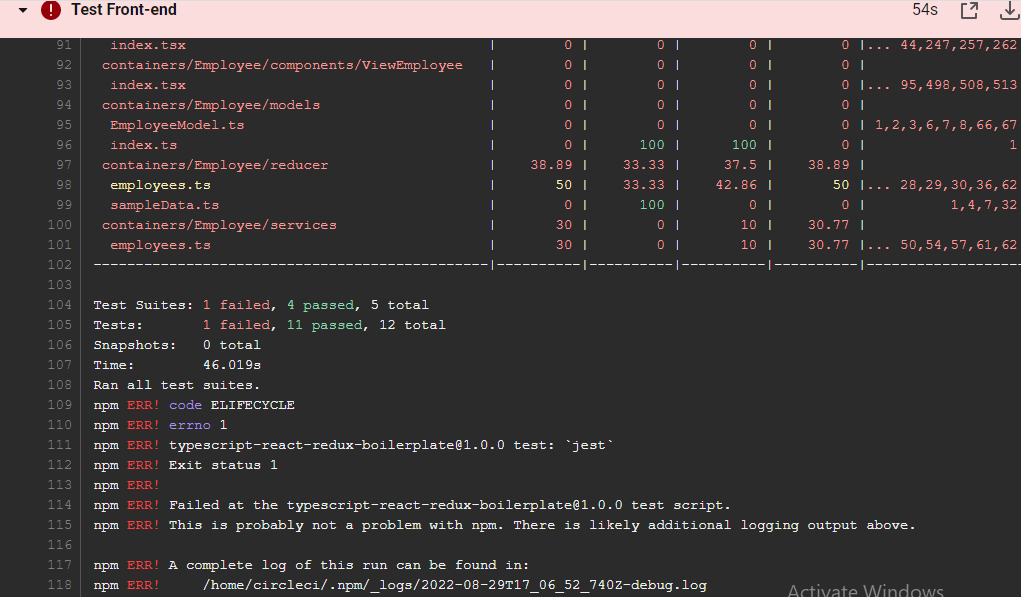 Test Front-end 54s
91 index.tsx | 0 | 0 | 0 | 0 |... 44,247,257,262
92 containers/Employee/components/ViewEmployee | 0 | 0 | 0 | 0 |
93 index.tsx | 0 | 0 | 0 | 0 |... 95,498,508,513
94 containers/Employee/models | 0 | 0 | 0 | 0 |
95 EmployeeModel.ts | 0 | 0 | 0 | 0 | 1,2,3,6,7,8,66,67
96 index.ts | 0 | 100 | 100 | 0 | 1
97 containers/Employee/reducer | 38.89 | 33.33 | 37.5 | 38.89 |
98 employees.ts | 50 | 33.33 | 42.86 | 50 |... 28,29,30,36,62
99 sampleData.ts | 0 | 100 | 0 | 0 | 1,4,7,32
100 containers/Employee/services | 30 | 0 | 10 | 30.77 |
101 employees.ts | 30 | 0 | 10 | 30.77 |... 50,54,57,61,62
102 -----------------------------------------------|----------|----------|----------|----------|-------------------
103
104 Test Suites: 1 failed, 4 passed, 5 total
105 Tests: 1 failed, 11 passed, 12 total
106 Snapshots: 0 total
107 Time: 46.019s
108 Ran all test suites.
109 npm ERR! code ELIFECYCLE
110 npm ERR! errno 1
111 npm ERR! typescript-react-redux-boilerplate@1.0.0 test: `jest`
112 npm ERR! Exit status 1
113 npm ERR!
114 npm ERR! Failed at the typescript-react-redux-boilerplate@1.0.0 test script.
115 npm ERR! This is probably not a problem with npm. There is likely additional logging output above.
116
117 npm ERR! A complete log of this run can be found in:
118 npm ERR! /home/circleci/.npm/_logs/2022-08-29T17_06_52_740Z-debug.log
Activate Windows